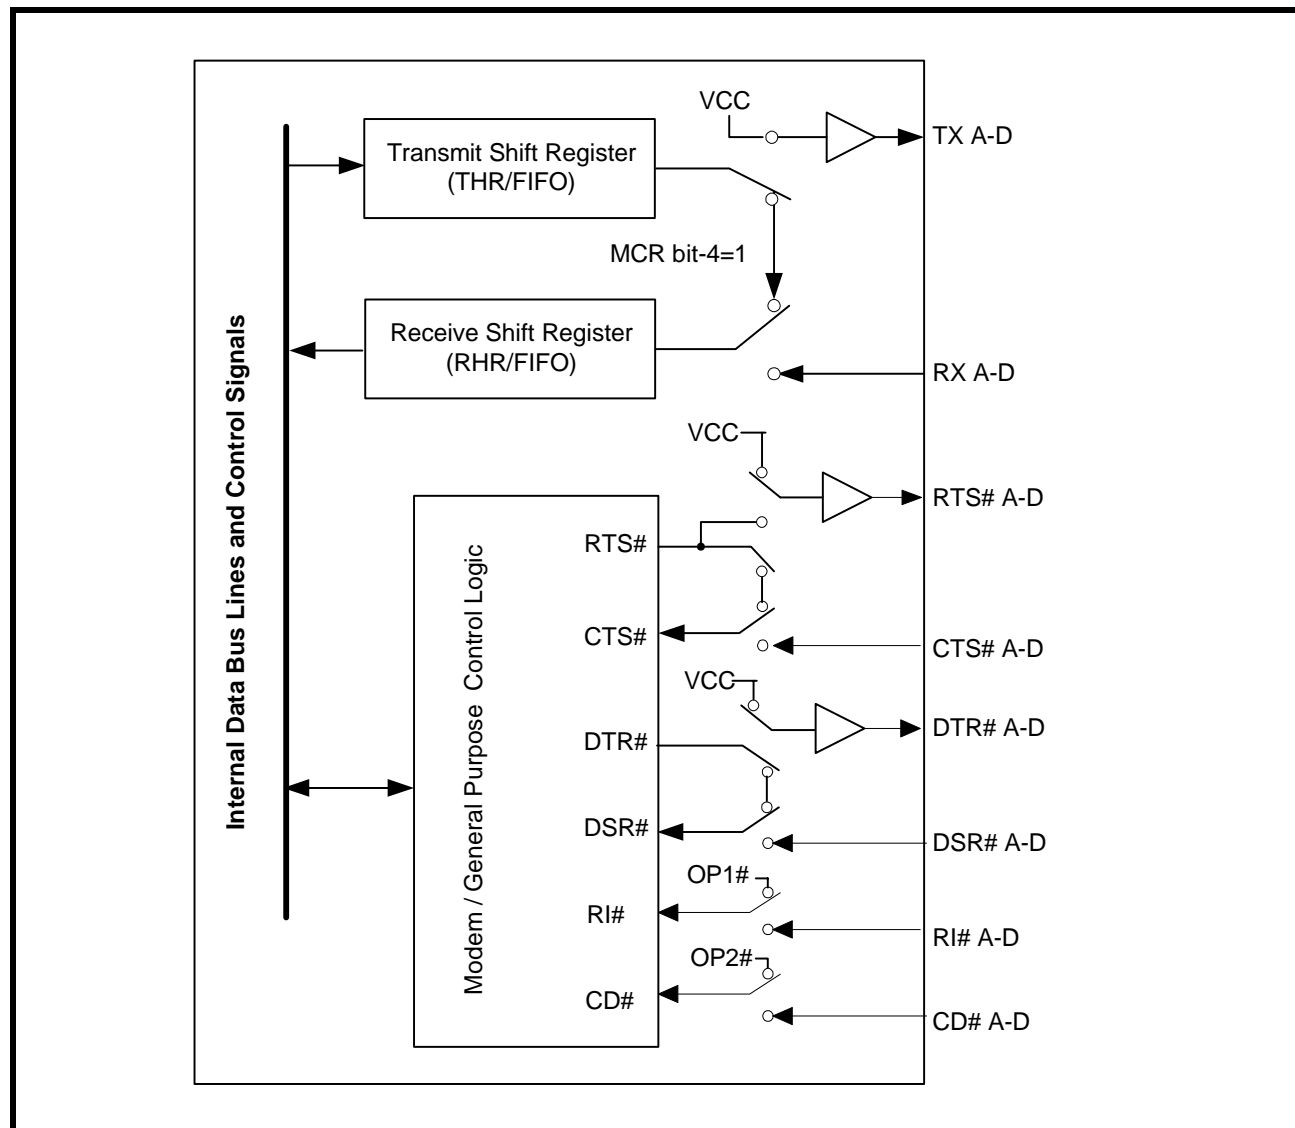 VCC
TX A-D
Transmit Shift Register
(THR/FIFO)
MCR bit-4=1
Receive Shift Register
(RHR/FIFO)
RX A-D
Internal Data Bus Lines and Control Signals
VCC
RTS# A-D
Modem / General Purpose Control Logic
RTS#
CTS#
CTS# A-D
VCC
DTR# A-D
DTR#
DSR#
DSR# A-D
OP1#
RI#
RI# A-D
OP2#
CD#
CD# A-D